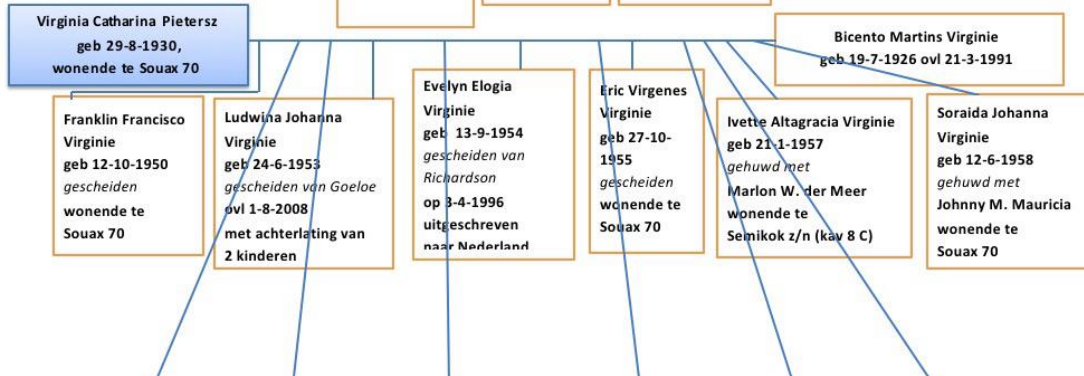 Virginia Catharina Pietersz
geb 29-8-1930,
wonende te Souax 70
Bicento Martins Virginie
geb 19-7-1926 ovl 21-3-1991
Franklin Francisco
Virginie
geb 12-10-1950
gescheiden
wonende te
Souax 70
Ludwina Johanna
Virginie
geb 24-6-1953
gescheiden van Goeloe
ovl 1-8-2008
met achterlating van
2 kinderen
Evelyn Elogia
Virginie
geb 13-9-1954
gescheiden van
Richardson
op 3-4-1996
uitgeschreven
naar Nederland
Eric Virgenes
Virginie
geb 27-10-
1955
gescheiden
wonende te
Souax 70
Ivette Altagracia Virginie
geb 21-1-1957
gehuwd met
Marlon W. der Meer
wonende te
Semikok z/n (kav 8 C)
Soraida Johanna
Virginie
geb 12-6-1958
gehuwd met
Johnny M. Mauricia
wonende te
Souax 70